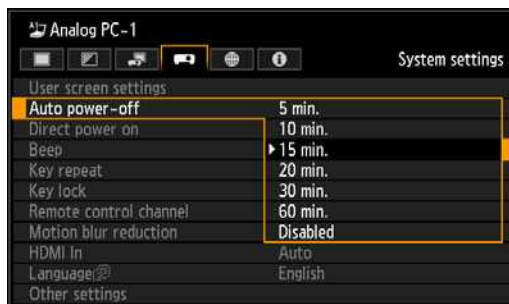 Analog PC-1
System settings
User screen settings
Auto power-off 5 min.
Direct power on 10 min.
Beep 15 min.
Key repeat 20 min.
Key lock 30 min.
Remote control channel 60 min.
Motion blur reduction Disabled
HDMI In Auto
Language English
Other settings